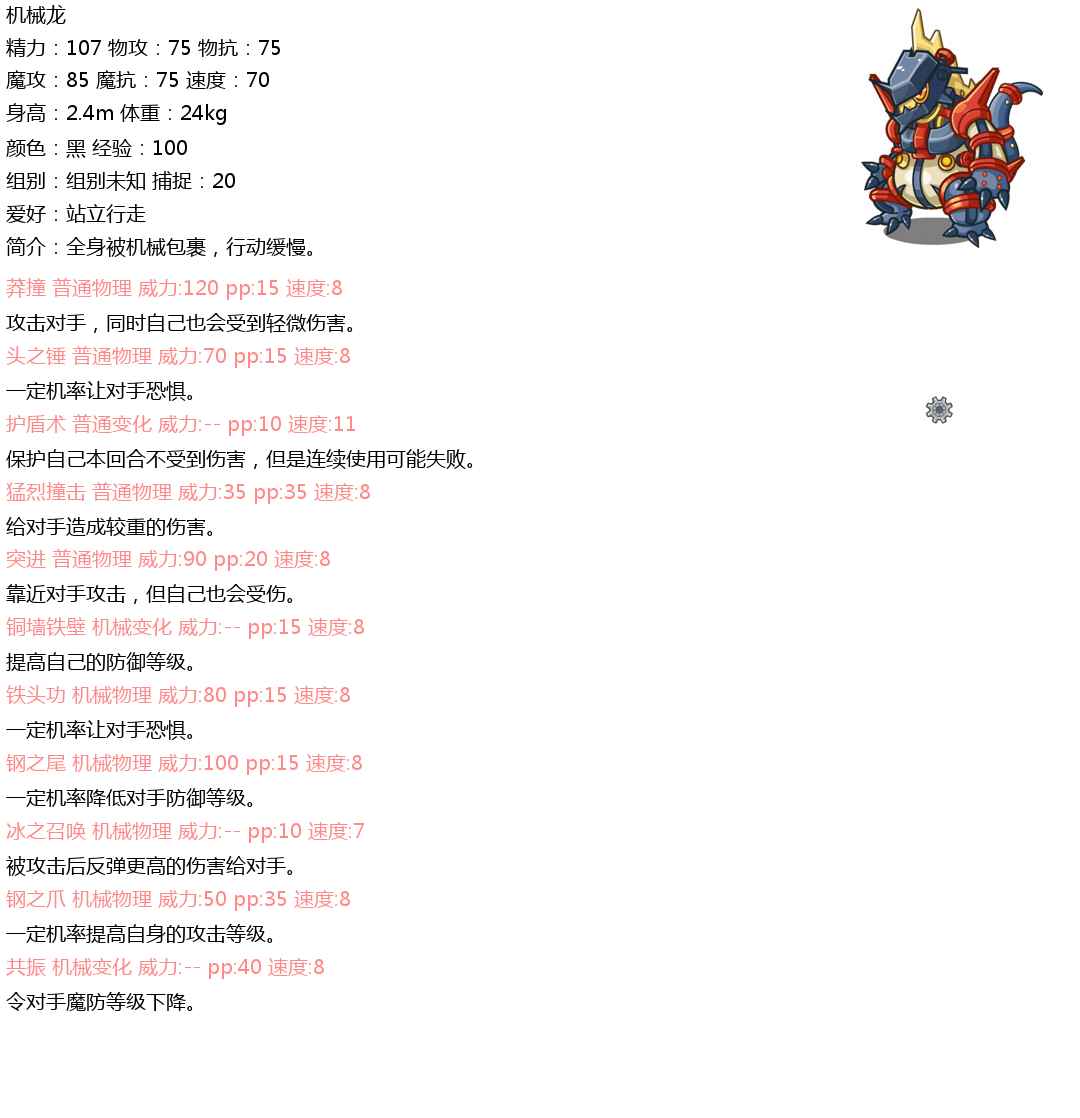 机械龙
精力：107 物攻：75 物抗：75
魔攻：85 魔抗：75 速度：70
身高：2.4m 体重：24kg
颜色：黑 经验：100
组别：组别未知 捕捉：20
爱好：站立行走
简介：全身被机械包裹，行动缓慢。
莽撞 普通物理 威力:120 pp:15 速度:8
攻击对手，同时自己也会受到轻微伤害。
头之锤 普通物理 威力:70 pp:15 速度:8
一定机率让对手恐惧。
护盾术 普通变化 威力:-- pp:10 速度:11
保护自己本回合不受到伤害，但是连续使用可能失败。
猛烈撞击 普通物理 威力:35 pp:35 速度:8
给对手造成较重的伤害。
突进 普通物理 威力:90 pp:20 速度:8
靠近对手攻击，但自己也会受伤。
铜墙铁壁 机械变化 威力:-- pp:15 速度:8
提高自己的防御等级。
铁头功 机械物理 威力:80 pp:15 速度:8
一定机率让对手恐惧。
钢之尾 机械物理 威力:100 pp:15 速度:8
一定机率降低对手防御等级。
冰之召唤 机械物理 威力:-- pp:10 速度:7
被攻击后反弹更高的伤害给对手。
钢之爪 机械物理 威力:50 pp:35 速度:8
一定机率提高自身的攻击等级。
共振 机械变化 威力:-- pp:40 速度:8
令对手魔防等级下降。